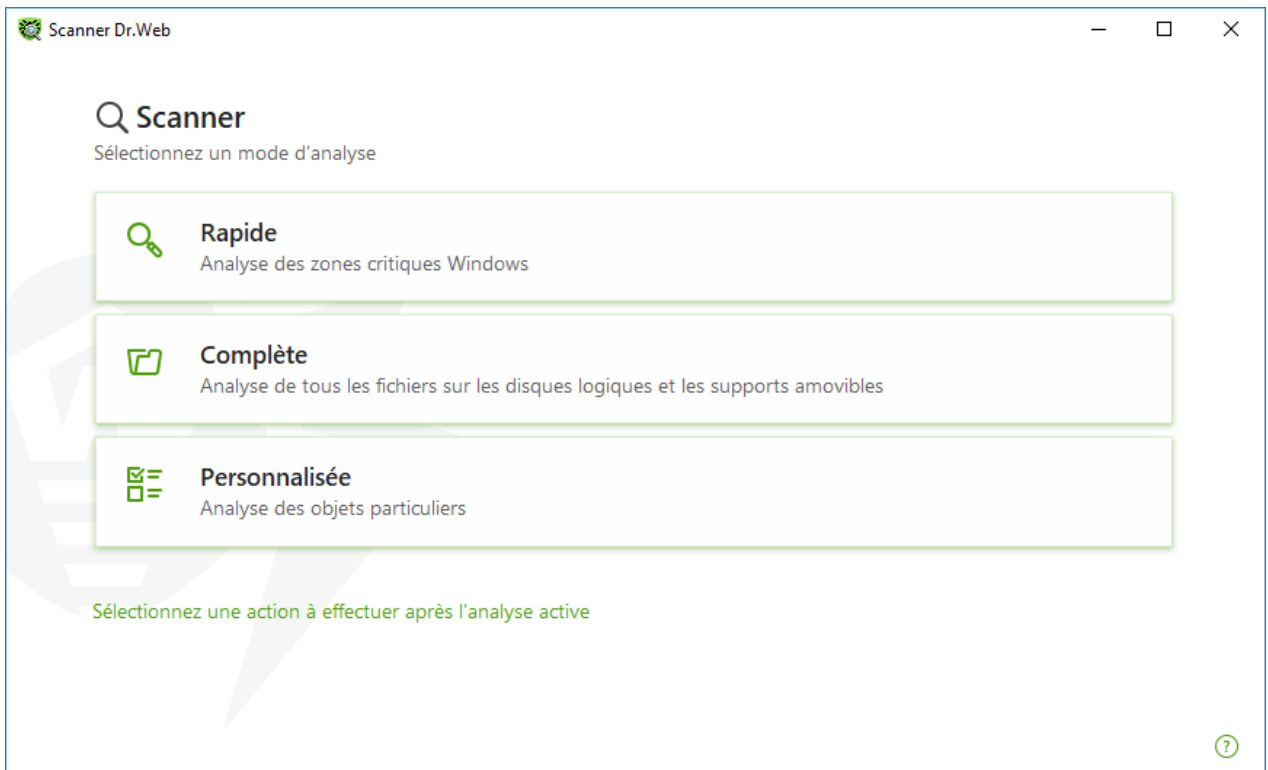 Scanner Dr.Web
Scanner
Sélectionnez un mode d'analyse
Rapide
Analyse des zones critiques Windows
Complète
Analyse de tous les fichiers sur les disques logiques et les supports amovibles
Personnalisée
Analyse des objets particuliers
Sélectionnez une action à effectuer après l'analyse active
?